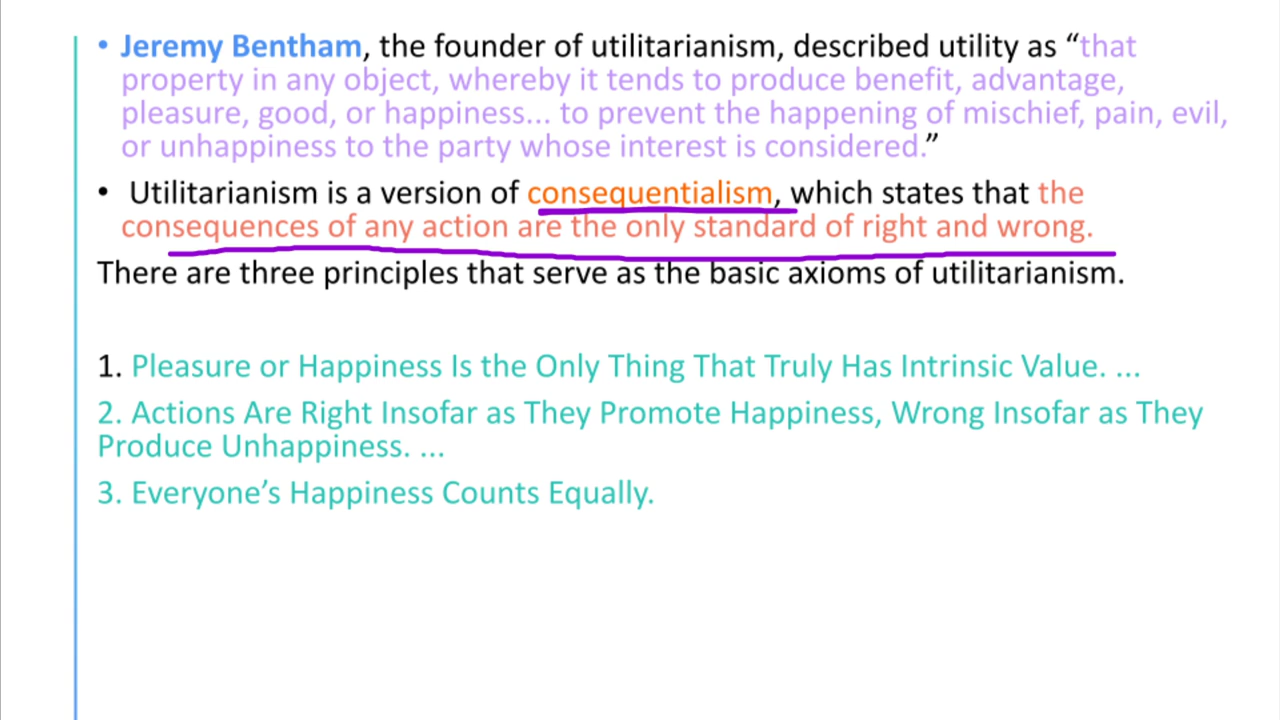 • Jeremy Bentham, the founder of utilitarianism, described utility as “that
property in any object, whereby it tends to produce benefit, advantage,
pleasure, good, or happiness... to prevent the happening of mischief, pain, evil,
or unhappiness to the party whose interest is considered.”
• Utilitarianism is a version of consequentialism, which states that the
consequences of any action are the only standard of right and wrong.
There are three principles that serve as the basic axioms of utilitarianism.
1. Pleasure or Happiness Is the Only Thing That Truly Has Intrinsic Value. ...
2. Actions Are Right Insofar as They Promote Happiness, Wrong Insofar as They
Produce Unhappiness. ...
3. Everyone’s Happiness Counts Equally.